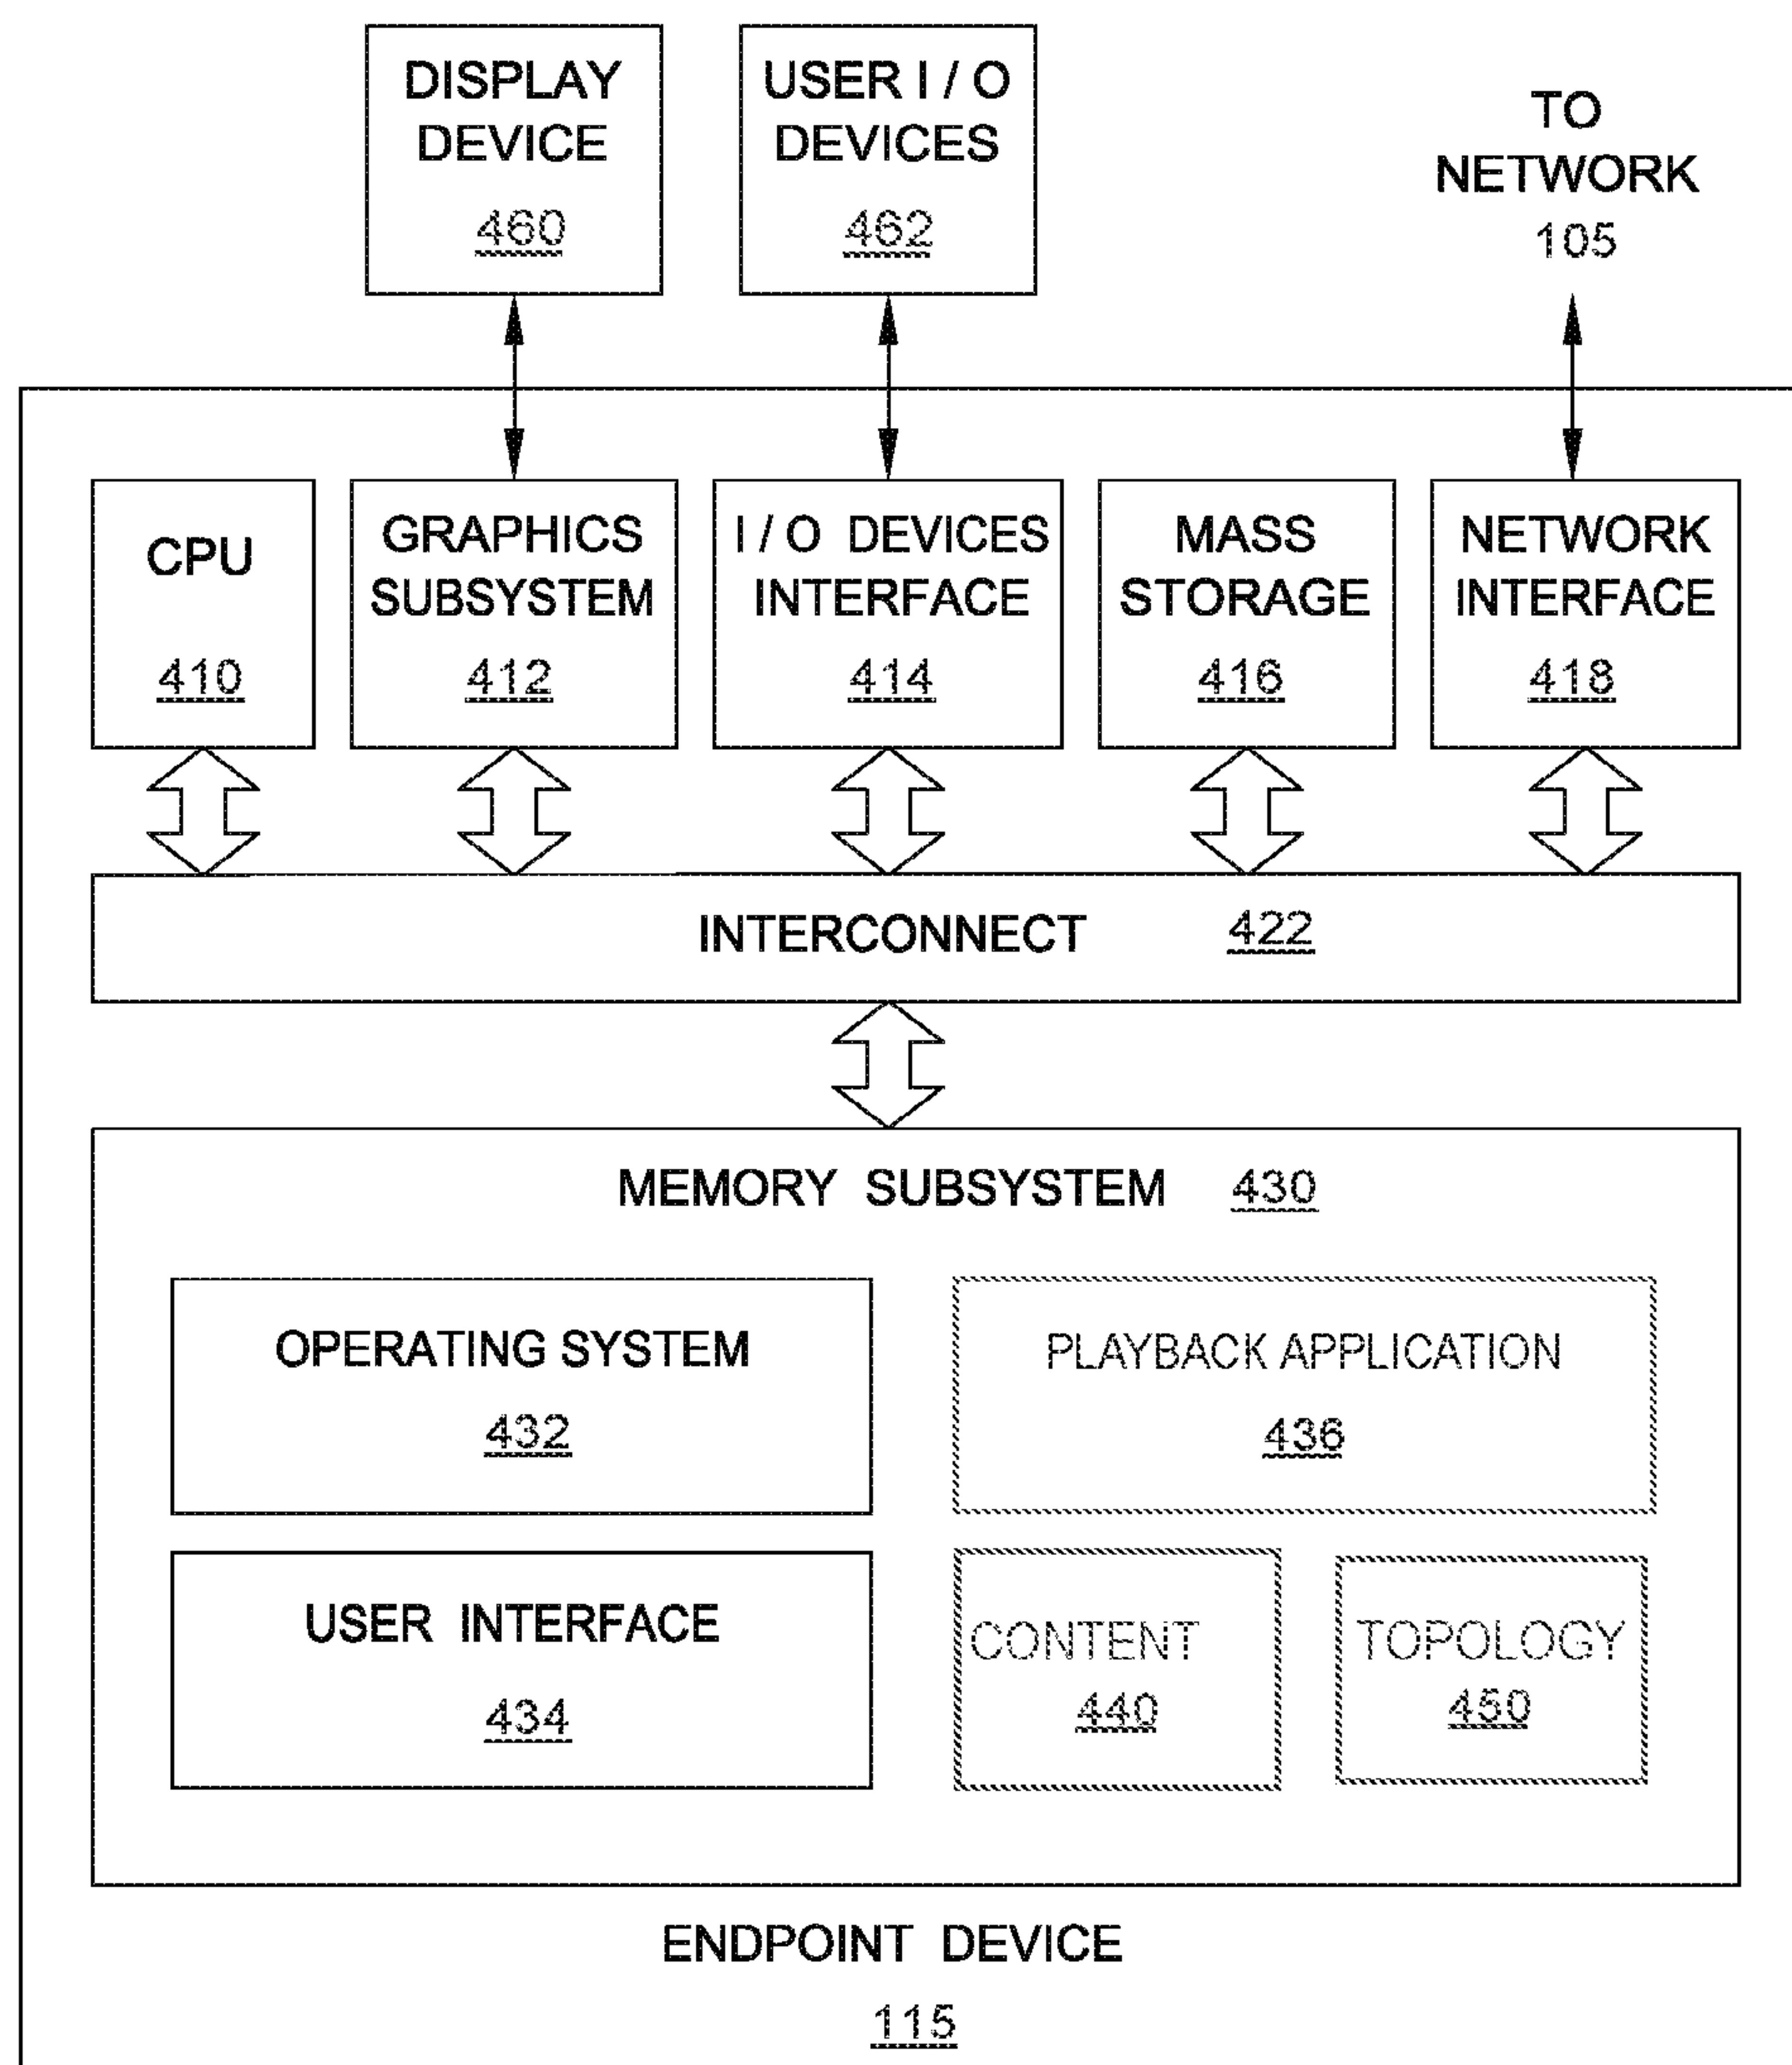 DISPLAY
DEVICE
460
USER I / O
DEVICES
462
TO
NETWORK
105
CPU
410
GRAPHICS
SUBSYSTEM
412
I / O DEVICES
INTERFACE
414
MASS
STORAGE
416
NETWORK
INTERFACE
418
INTERCONNECT 422
MEMORY SUBSYSTEM 430
OPERATING SYSTEM
432
PLAYBACK APPLICATION
436
USER INTERFACE
434
CONTENT
440
TOPOLOGY
450
ENDPOINT DEVICE
115